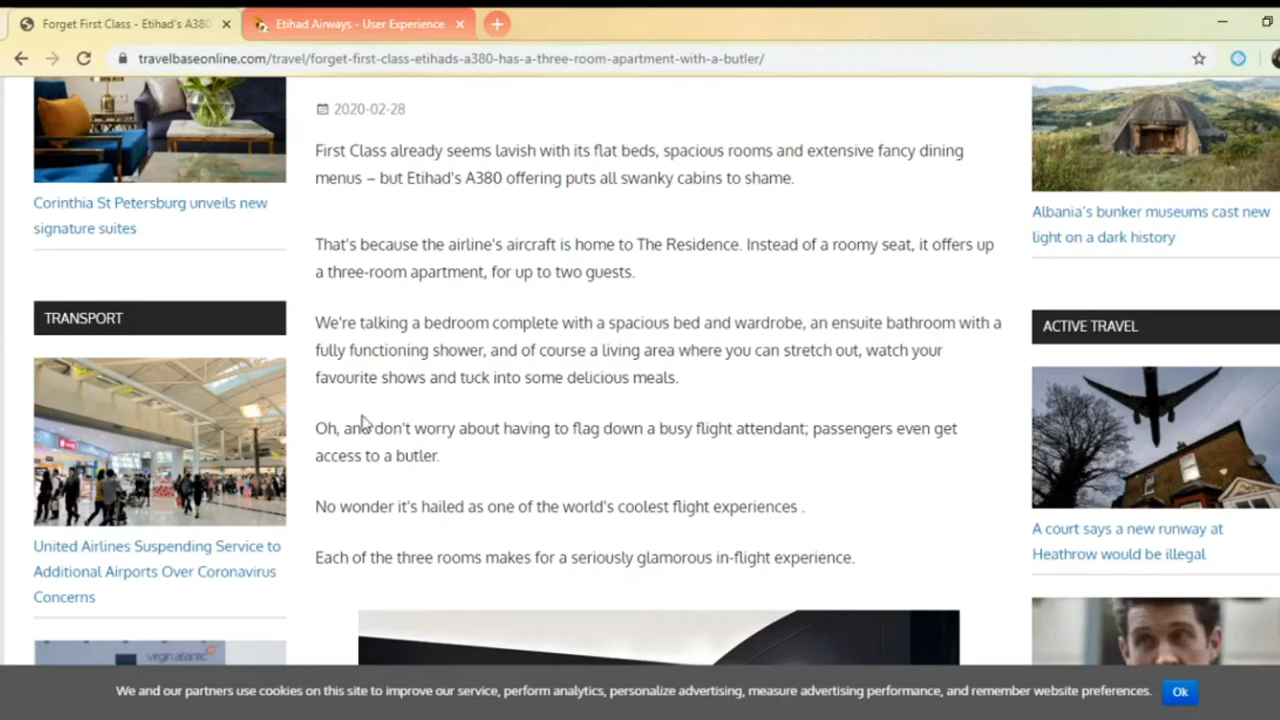 Forget First Class - Etihad's A380
Etihad Airways - User Experience
travelbaseonline.com/travel/forget-first-class-etihads-a380-has-a-three-room-apartment-with-a-butler/
Corinthia St Petersburg unveils new
signature suites
TRANSPORT
United Airlines Suspending Service to
Additional Airports Over Coronavirus
Concerns
virgin atlantic
2020-02-28
First Class already seems lavish with its flat beds, spacious rooms and extensive fancy dining
menus – but Etihad's A380 offering puts all swanky cabins to shame.
That's because the airline's aircraft is home to The Residence. Instead of a roomy seat, it offers up
a three-room apartment, for up to two guests.
We're talking a bedroom complete with a spacious bed and wardrobe, an ensuite bathroom with a
fully functioning shower, and of course a living area where you can stretch out, watch your
favourite shows and tuck into some delicious meals.
Oh, and don't worry about having to flag down a busy flight attendant; passengers even get
access to a butler.
No wonder it's hailed as one of the world's coolest flight experiences .
Each of the three rooms makes for a seriously glamorous in-flight experience.
Albania's bunker museums cast new
light on a dark history
ACTIVE TRAVEL
A court says a new runway at
Heathrow would be illegal
We and our partners use cookies on this site to improve our service, perform analytics, personalize advertising, measure advertising performance, and remember website preferences.
Ok